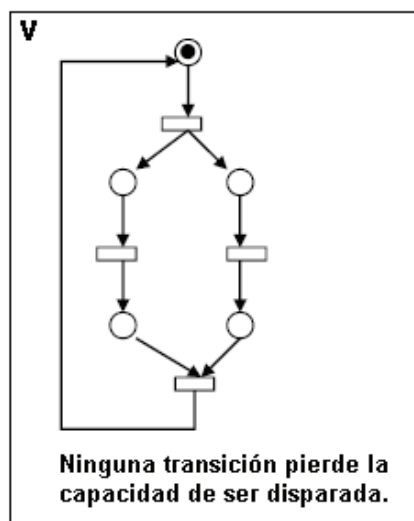 V
Ninguna transición pierde la
capacidad de ser disparada.